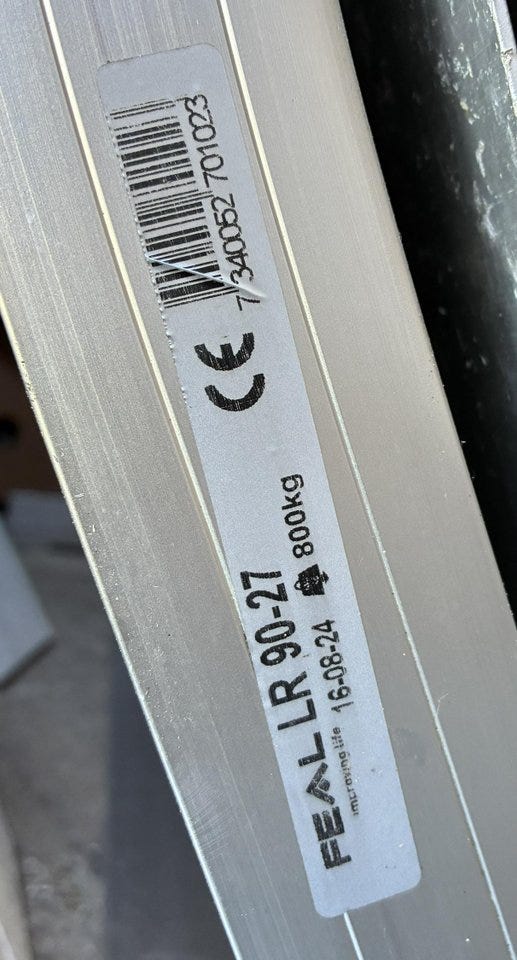 FEAL LR 90-27
improving life 16-08-24 800kg
CE
7 340052 701023